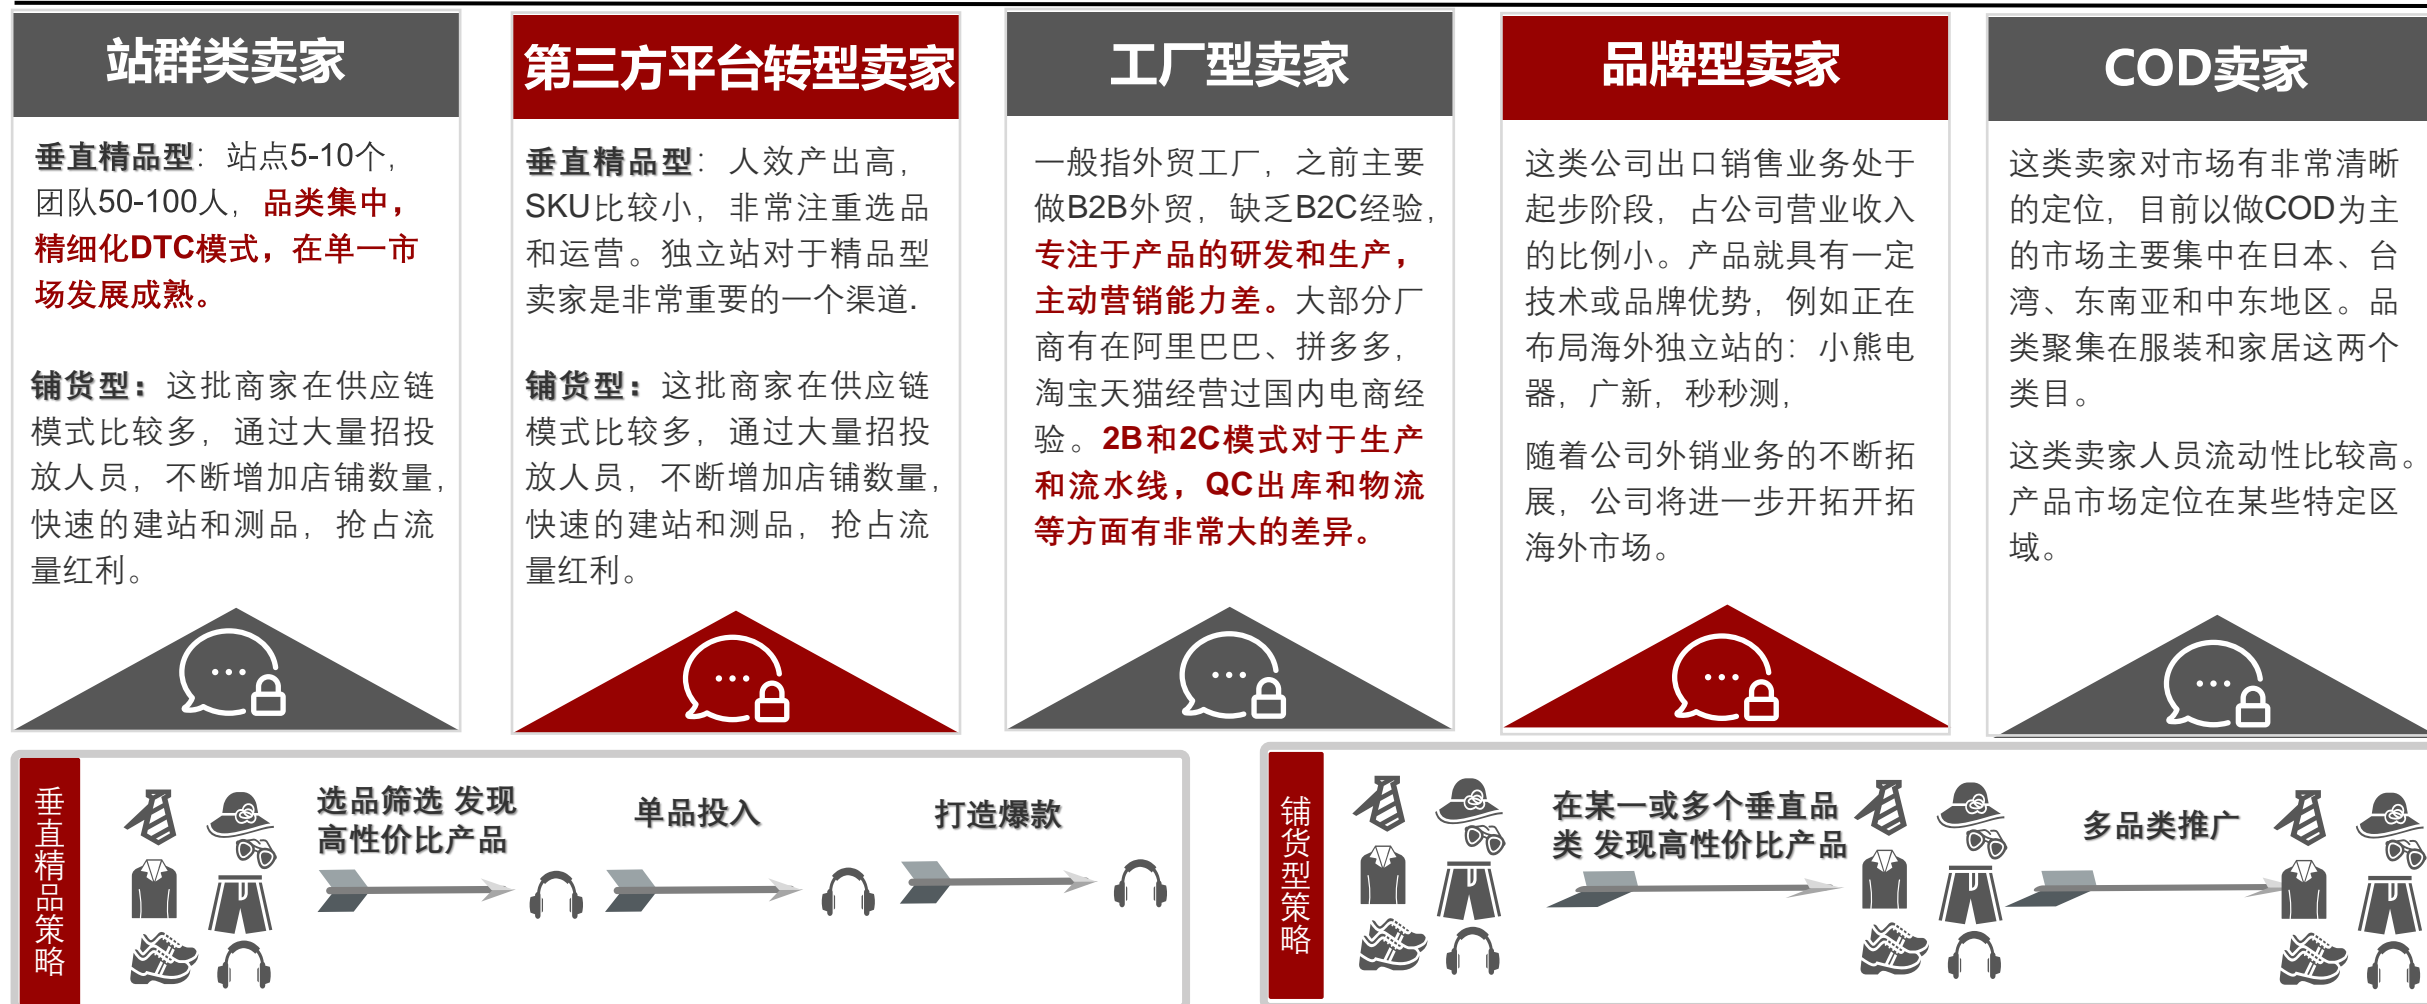 站群类卖家
垂直精品型：站点5-10个，
团队50-100人，品类集中，
精细化DTC模式，在单一市
场发展成熟。
铺货型：这批商家在供应链
模式比较多，通过大量招投
放人员，不断增加店铺数量，
快速的建站和测品，抢占流
量红利。
第三方平台转型卖家
垂直精品型：人效产出高，
SKU比较小，非常注重选品
和运营。独立站对于精品型
卖家是非常重要的一个渠道.
铺货型：这批商家在供应链
模式比较多，通过大量招投
放人员，不断增加店铺数量，
快速的建站和测品，抢占流
量红利。
工厂型卖家
一般指外贸工厂，之前主要
做B2B外贸，缺乏B2C经验，
专注于产品的研发和生产，
主动营销能力差。大部分厂
商有在阿里巴巴、拼多多，
淘宝天猫经营过国内电商经
验。2B和2C模式对于生产
和流水线，QC出库和物流
等方面有非常大的差异。
品牌型卖家
这类公司出口销售业务处于
起步阶段，占公司营业收入
的比例小。产品就具有一定
技术或品牌优势，例如正在
布局海外独立站的：小熊电
器，广新，秒秒测，
随着公司外销业务的不断拓
展，公司将进一步开拓开拓
海外市场。
COD卖家
这类卖家对市场有非常清晰
的定位，目前以做COD为主
的市场主要集中在日本、台
湾、东南亚和中东地区。品
类聚集在服装和家居这两个
类目。
这类卖家人员流动性比较高。
产品市场定位在某些特定区
域。
垂直精品策略
选品筛选 发现
高性价比产品
单品投入
打造爆款
铺货型策略
在某一或多个垂直品
类 发现高性价比产品
多品类推广